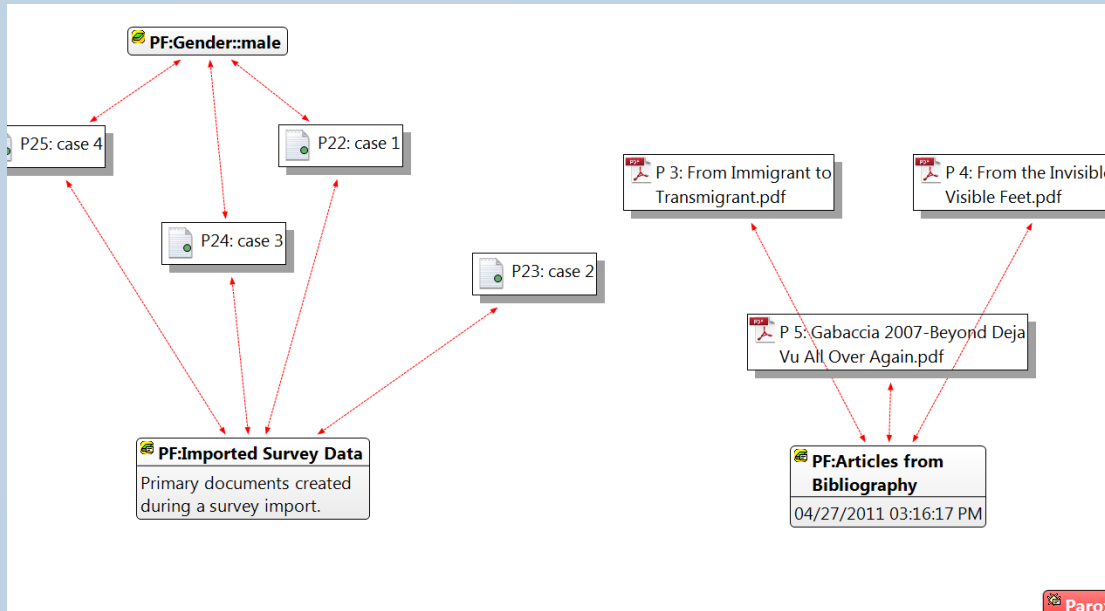 PF:Gender::male
P25: case 4
P22: case 1
P 3: From Immigrant to
Transmigrant.pdf
P 4: From the Invisible
Visible Feet.pdf
P24: case 3
P23: case 2
P 5: Gabaccia 2007-Beyond Deja
Vu All Over Again.pdf
PF:Imported Survey Data
Primary documents created
during a survey import.
PF:Articles from
Bibliography
04/27/2011 03:16:17 PM